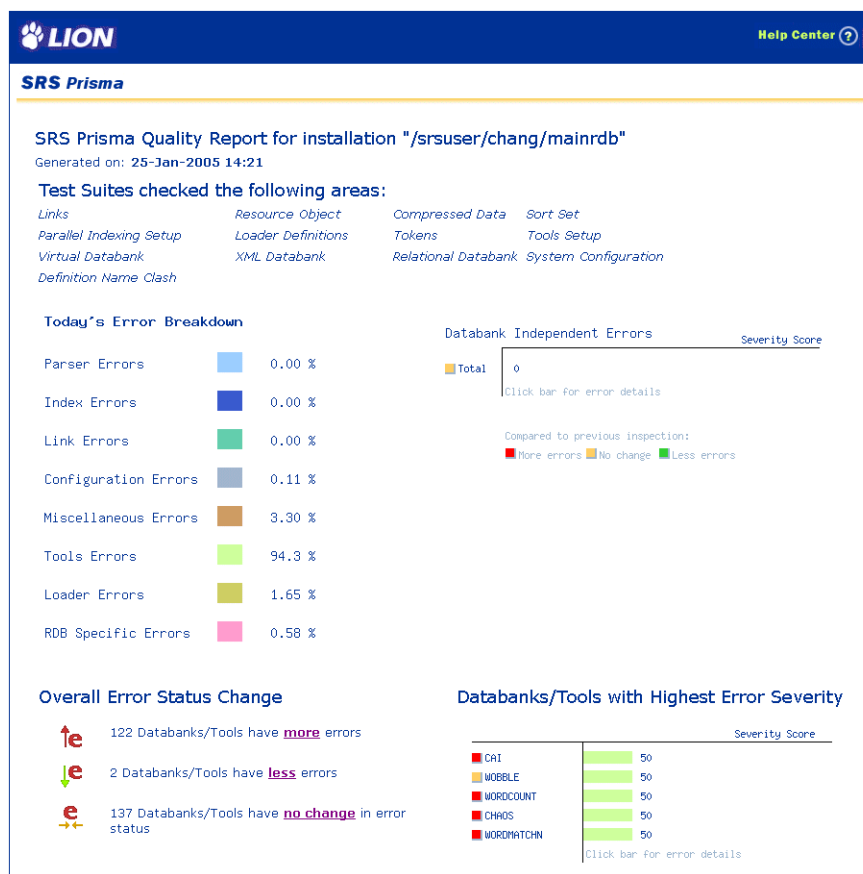 LION
Help Center ?
SRS Prisma
SRS Prisma Quality Report for installation "/srsuser/chang/mainrdb"
Generated on: 25-Jan-2005 14:21
Test Suites checked the following areas:
Links Resource Object Compressed Data Sort Set
Parallel Indexing Setup Loader Definitions Tokens Tools Setup
Virtual Databank XML Databank Relational Databank System Configuration
Definition Name Clash
Today's Error Breakdown
Parser Errors 0.00 %
Index Errors 0.00 %
Link Errors 0.00 %
Configuration Errors 0.11 %
Miscellaneous Errors 3.30 %
Tools Errors 94.3 %
Loader Errors 1.65 %
RDB Specific Errors 0.58 %
Databank Independent Errors
Severity Score
Total 0
Click bar for error details
Compared to previous inspection:
More errors No change Less errors
Overall Error Status Change
e 122 Databanks/Tools have more errors
e 2 Databanks/Tools have less errors
e 137 Databanks/Tools have no change in error
status
Databanks/Tools with Highest Error Severity
Severity Score
CAI 50
WOBBLE 50
WORDCOUNT 50
CHAOS 50
WORDMATCHN 50
Click bar for error details